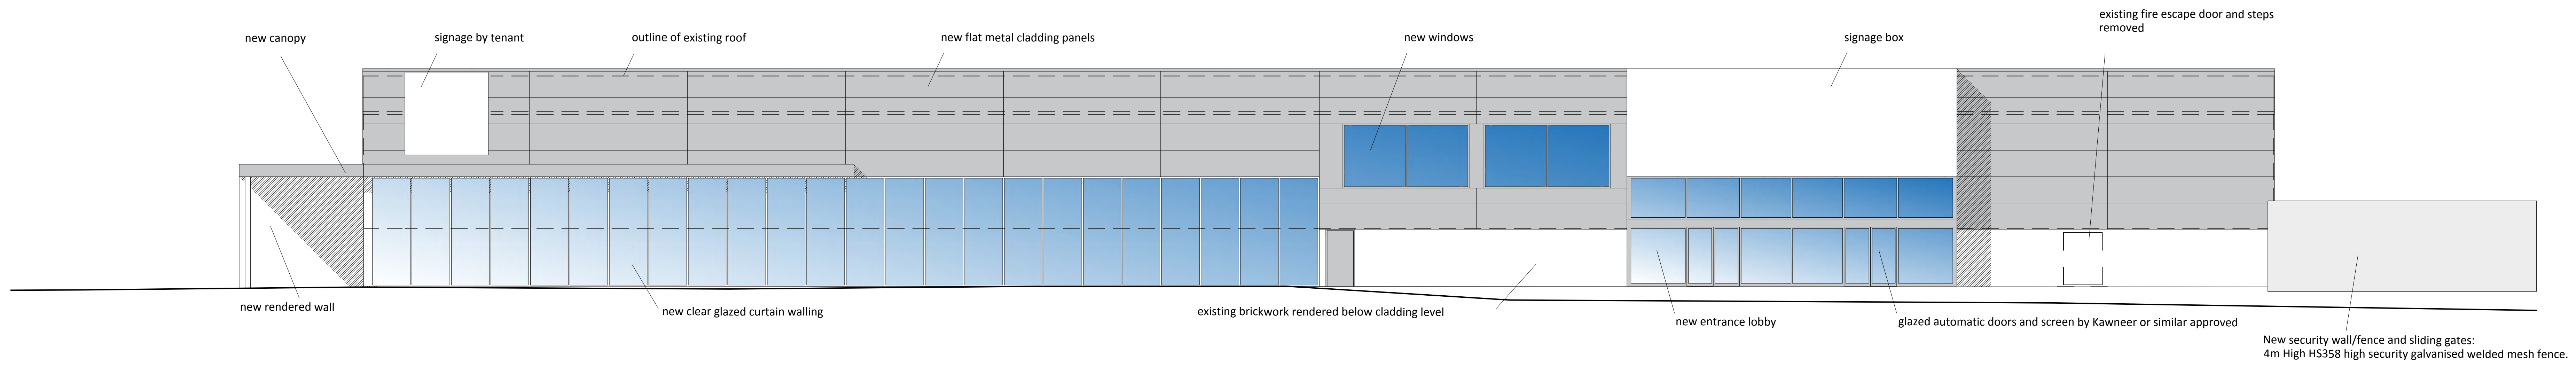 existing fire escape door and steps
removed
new canopy
signage by tenant
outline of existing roof
new flat metal cladding panels
new windows
signage box
new rendered wall
new clear glazed curtain walling
existing brickwork rendered below cladding level
new entrance lobby
glazed automatic doors and screen by Kawneer or similar approved
New security wall/fence and sliding gates:
4m High HS358 high security galvanised welded mesh fence.